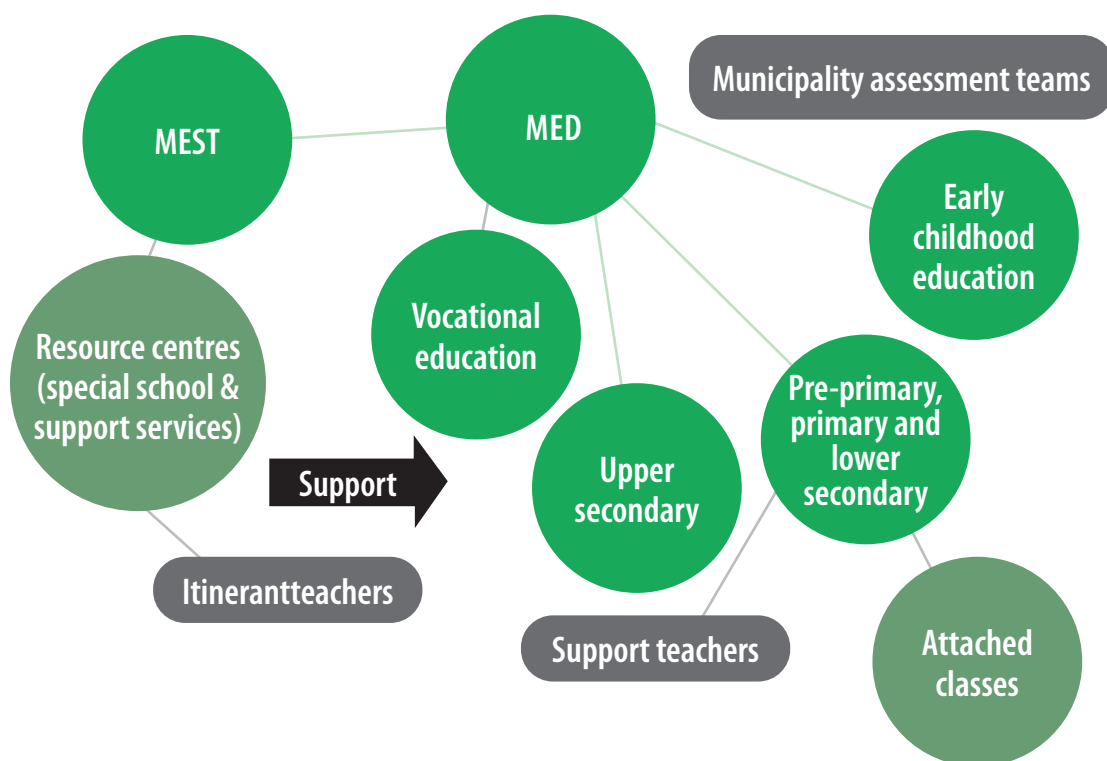 Municipality assessment teams
MEST
MED
Early
childhood
education
Resource centres
(special school &
support services)
Vocational
education
Pre-primary,
primary and
lower
secondary
Support
Upper
secondary
Itinerantteachers
Support teachers
Attached
classes